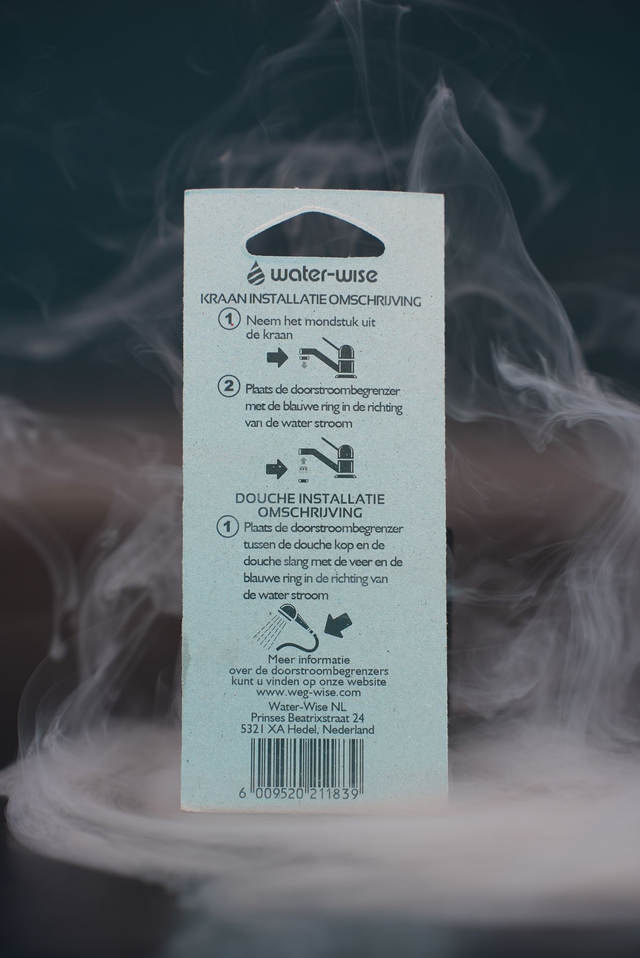 water-wise
KRAAN INSTALLATIE OMSCHRIJVING
1 Neem het mondstuk uit
de kraan
2 Plaats de doorstroombegrenzer
met de blauwe ring in de richting
van de water stroom
DOUCHE INSTALLATIE
OMSCHRIJVING
1 Plaats de doorstroombegrenzer
tussen de douche kop en de
douche slang met de veer en de
blauwe ring in de richting van
de water stroom
Meer informatie
over de doorstroombegrenzers
kunt u vinden op onze website
www.weg-wise.com
Water-Wise NL
Prinses Beatrixstraat 24
5321 XA Hedel, Nederland
6 009520 211839